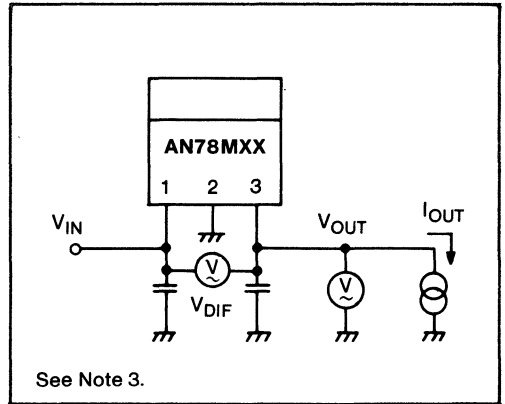 AN78MXX
1 2 3
VIN
VOUT
IOUT
V
VDIF
V
See Note 3.